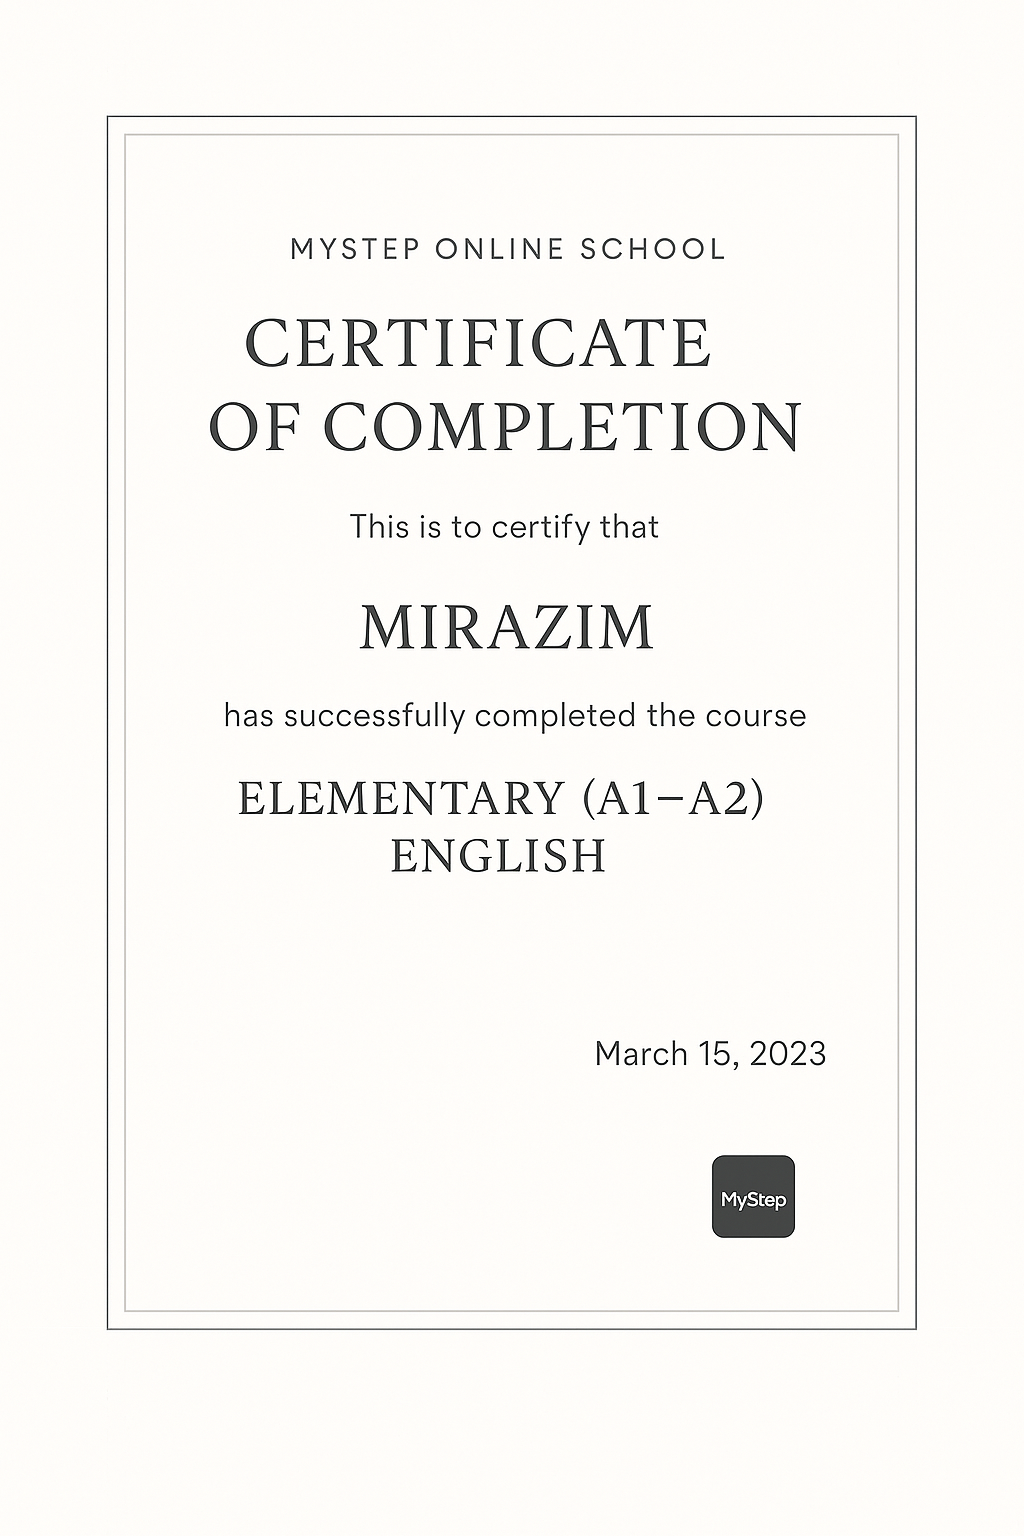 MYSTEP ONLINE SCHOOL
CERTIFICATE
OF COMPLETION
This is to certify that
MIRAZIM
has successfully completed the course
ELEMENTARY (A1–A2)
ENGLISH
March 15, 2023
MyStep